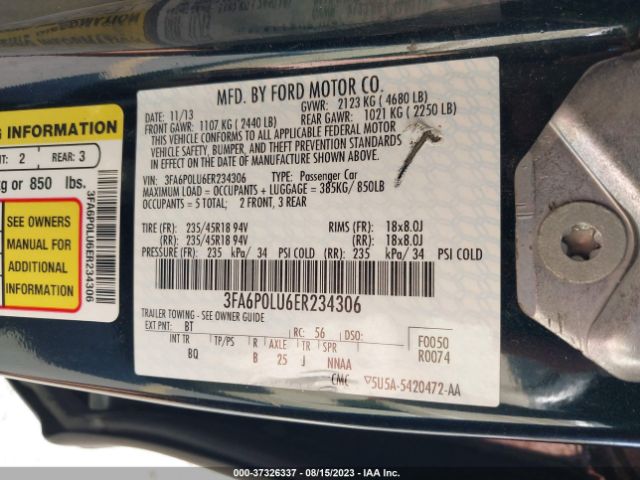 MFD. BY FORD MOTOR CO.
DATE: 11/13 GVWR: 2123 KG ( 4680 LB)
FRONT GAWR: 1107 KG ( 2440 LB) REAR GAWR: 1021 KG ( 2250 LB)
THIS VEHICLE CONFORMS TO ALL APPLICABLE FEDERAL MOTOR
VEHICLE SAFETY, BUMPER, AND THEFT PREVENTION STANDARDS
IN EFFECT ON THE DATE OF MANUFACTURE SHOWN ABOVE.
VIN: 3FA6P0LU6ER234306 TYPE: Passenger Car
MAXIMUM LOAD = OCCUPANTS + LUGGAGE = 385KG/ 850LB
OCCUPANTS = 5 TOTAL; 2 FRONT, 3 REAR
TIRE (FR): 235/45R18 94V RIMS (FR): 18x8.0J
(RR): 235/45R18 94V (RR): 18x8.0J
PRESSURE (FR): 235 kPa/ 34 PSI COLD (RR): 235 kPa/ 34 PSI COLD
3FA6P0LU6ER234306
TRAILER TOWING - SEE OWNER GUIDE
EXT PNT: BT RC: 56 DSO: F0050
INT TR TP/PS R AXLE TR SPR R0074
BQ B 25 J NNAA
CMC 5U5A-5420472-AA
INFORMATION
2 REAR: 3
kg or 850 lbs.
SEE OWNERS
MANUAL FOR
ADDITIONAL
INFORMATION
3FA6P0LU6ER234306
000-37326337 - 08/15/2023 - IAA Inc.